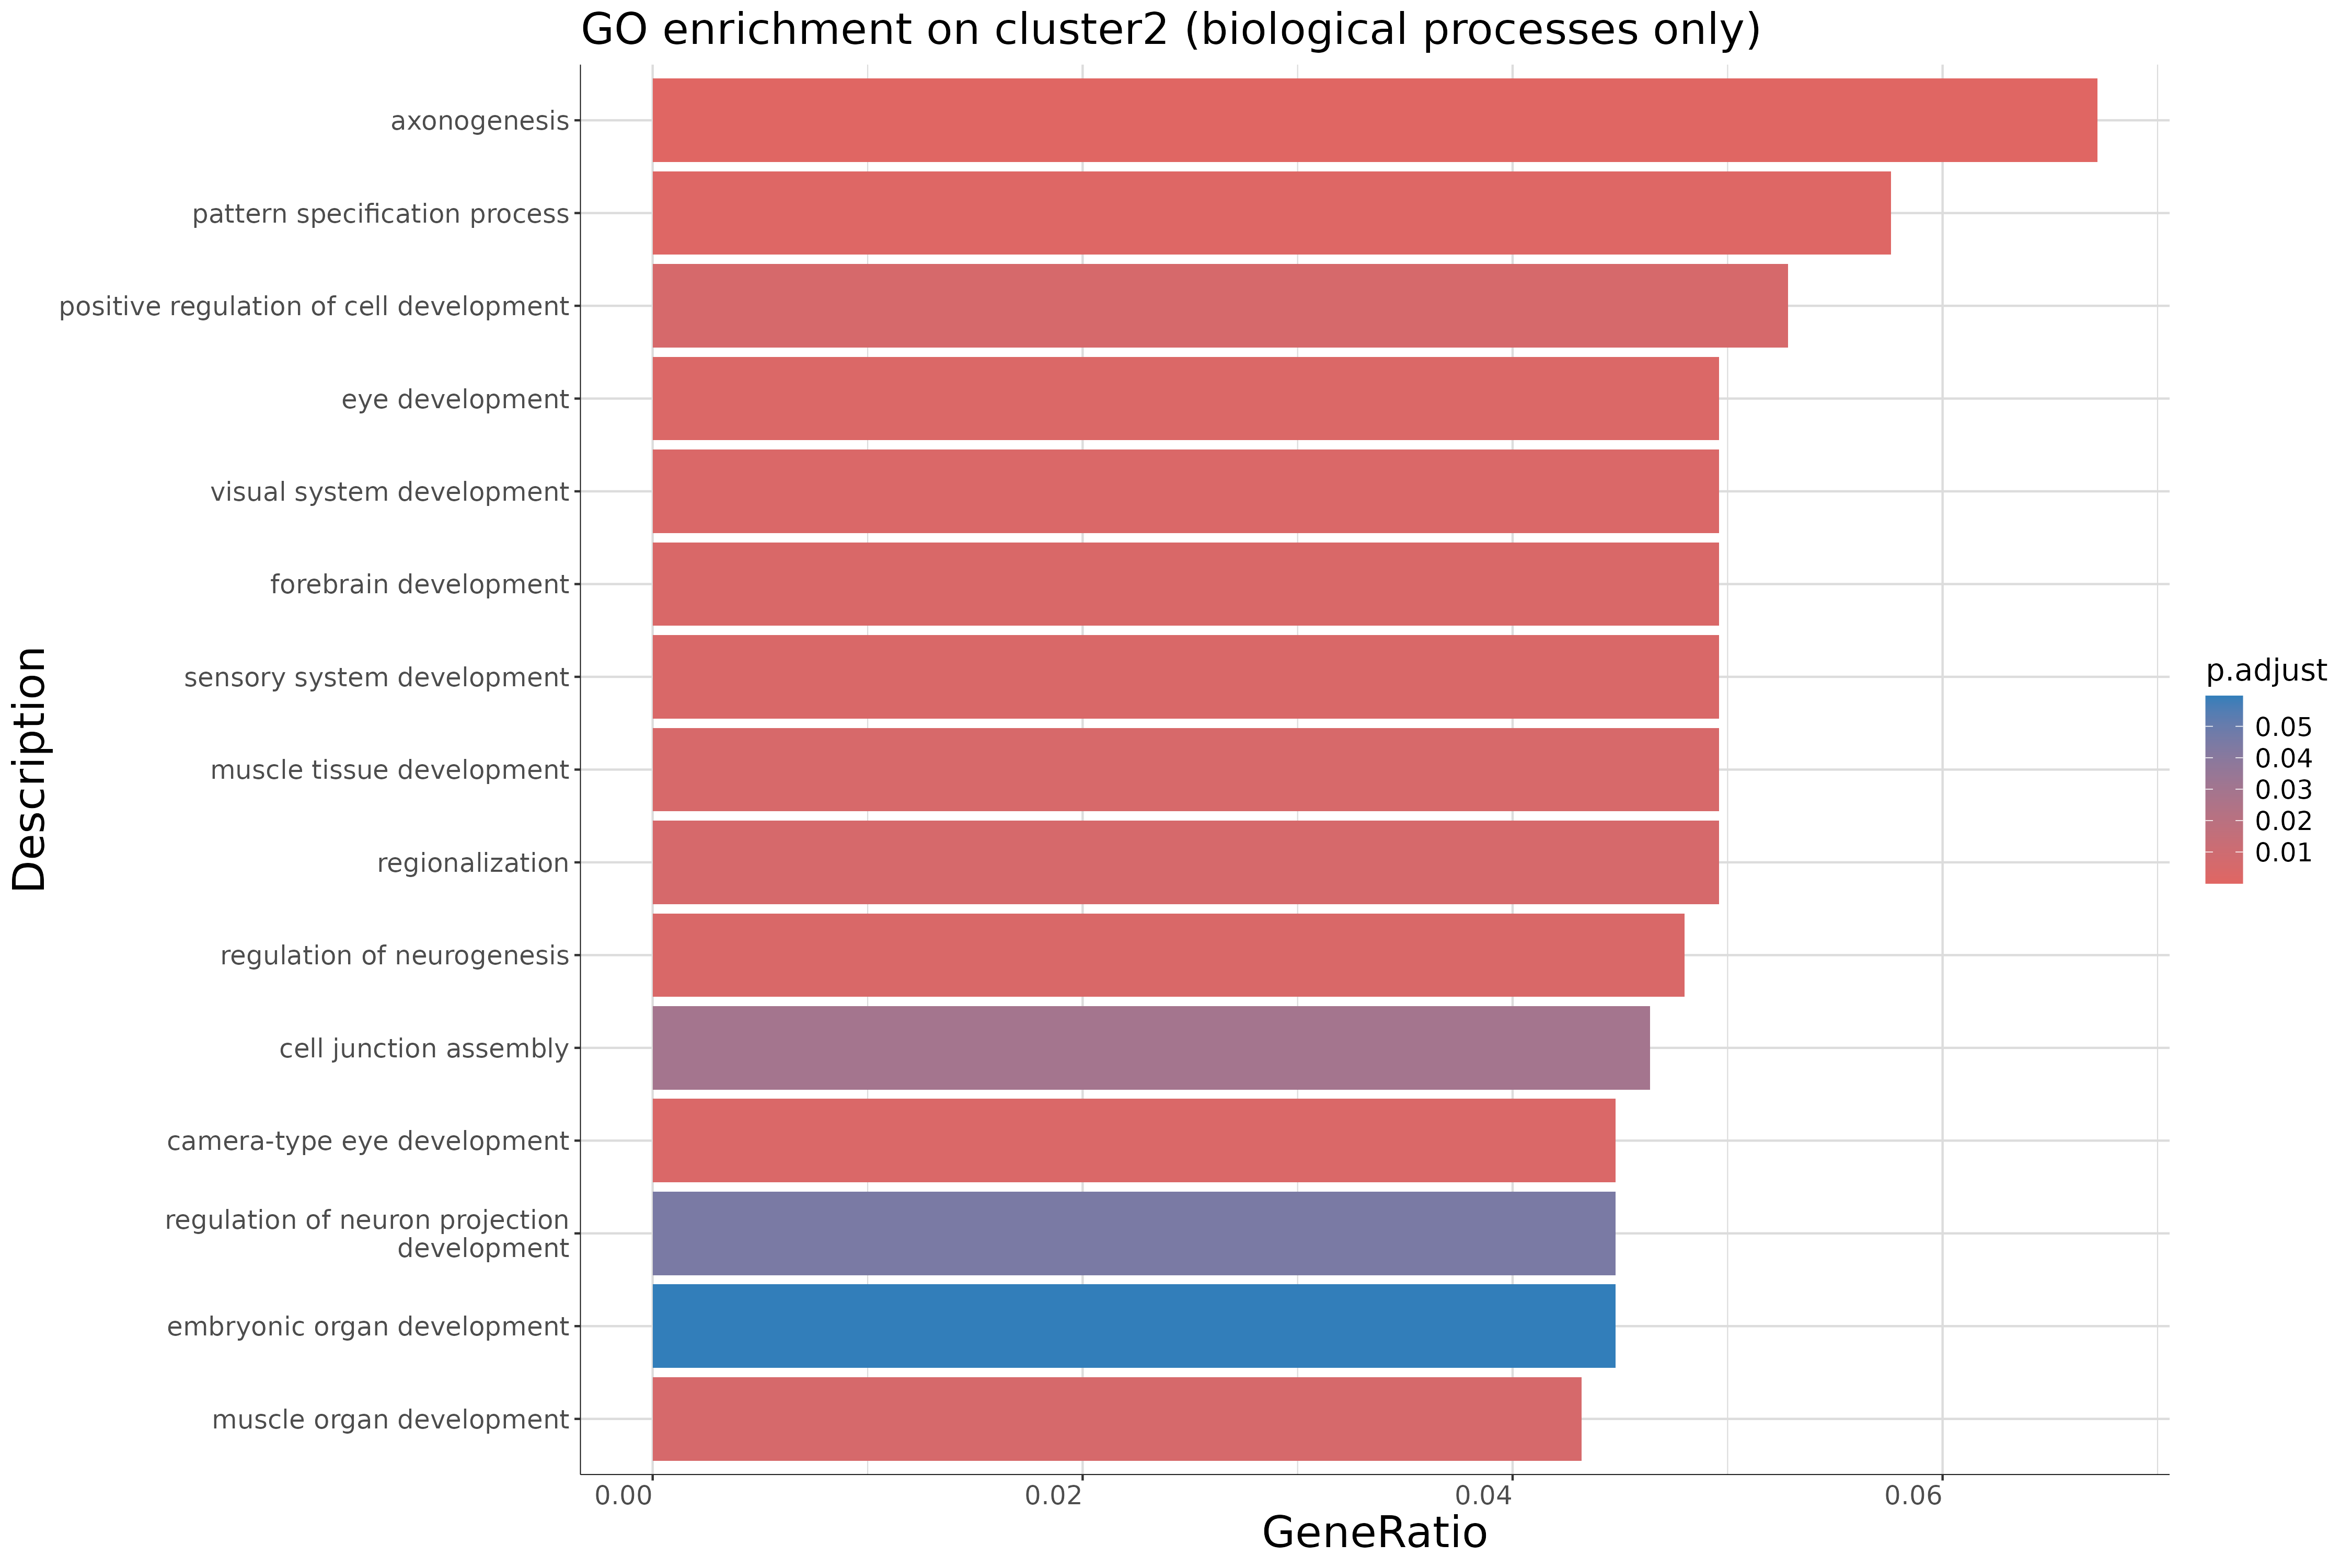 GO enrichment on cluster2 (biological processes only)
axonogenesis
pattern specification process
positive regulation of cell development
eye development
visual system development
forebrain development
sensory system development
muscle tissue development
regionalization
regulation of neurogenesis
cell junction assembly
camera-type eye development
regulation of neuron projection
development
embryonic organ development
muscle organ development
Description
0.00
0.02
0.04
0.06
GeneRatio
p.adjust
0.05
0.04
0.03
0.02
0.01